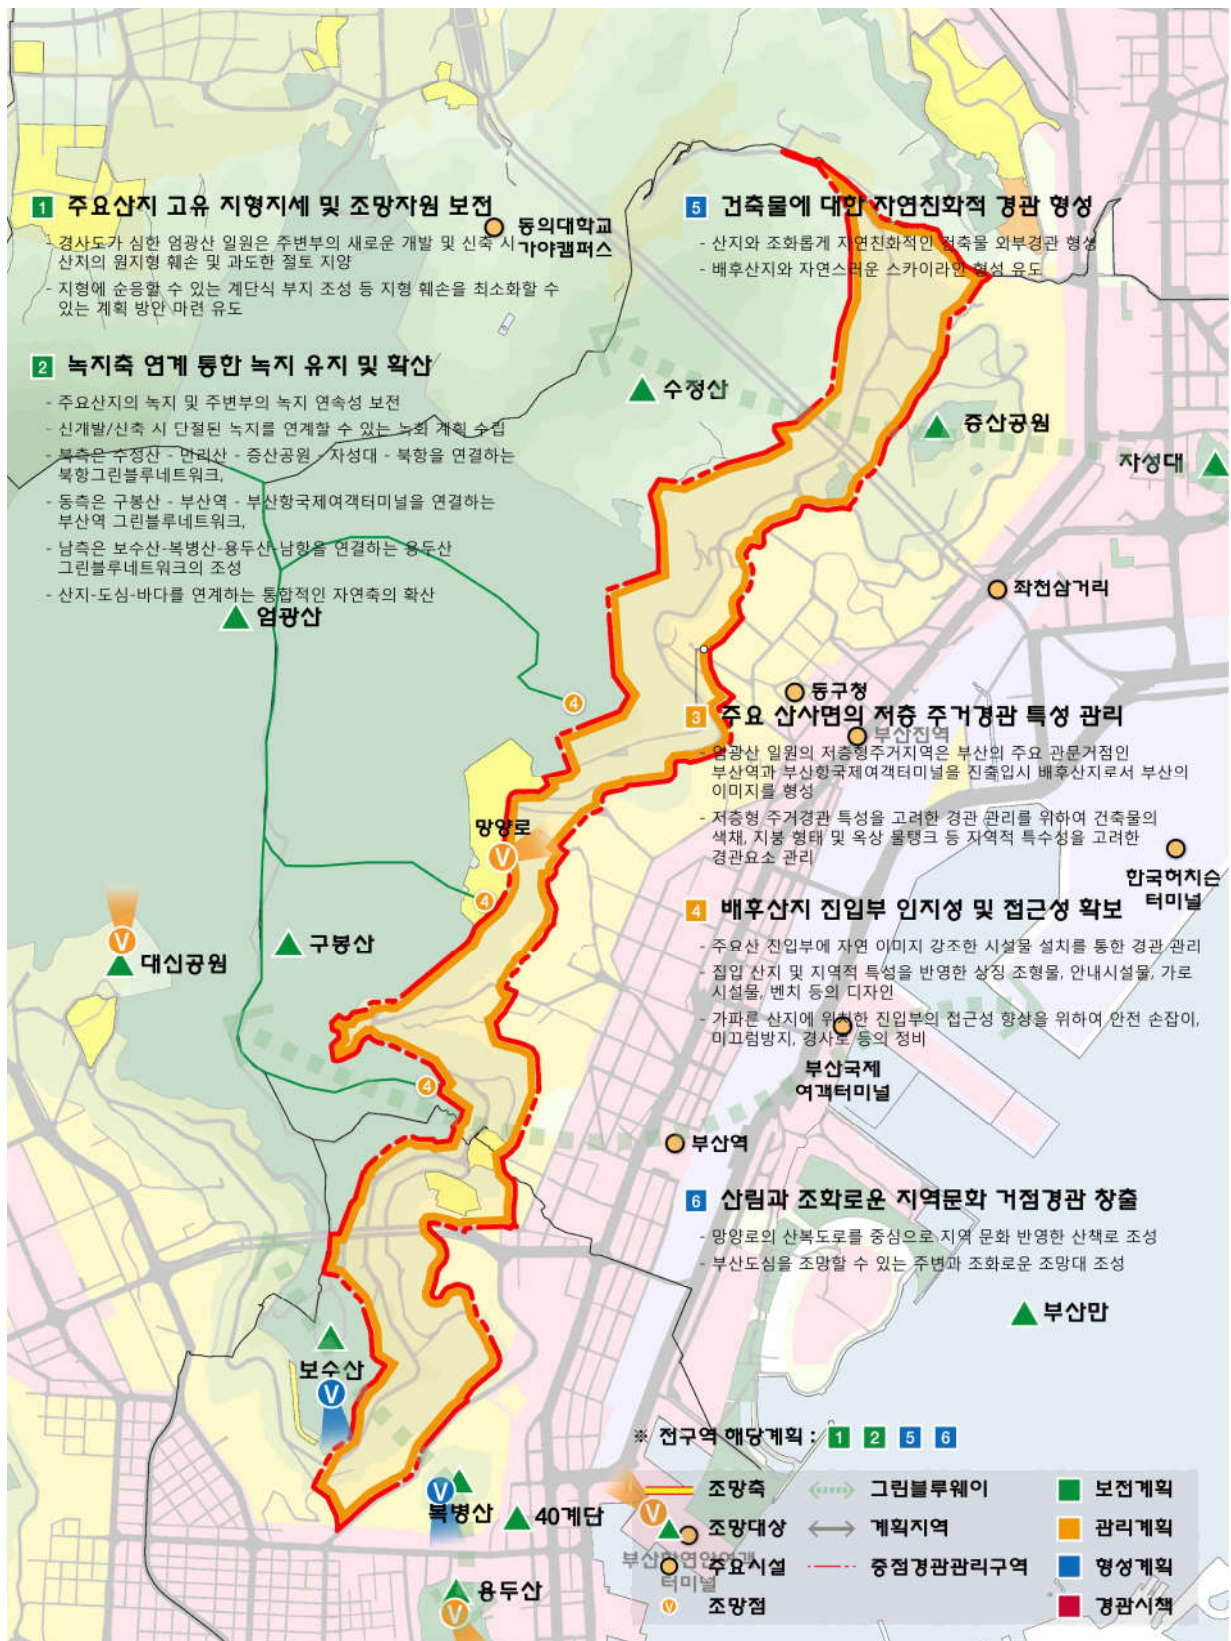 1 주요산지 고유 지형지세 및 조망자원 보전
- 경사도가 심한 엄광산 일원은 주변부의 새로운 개발 및 신축 시
산지의 원지형 훼손 및 과도한 절토 지양
- 지형에 순응할 수 있는 계단식 부지 조성 등 지형 훼손을 최소화할 수
있는 계획 방안 마련 유도
동의대학교
가야캠퍼스
5 건축물에 대한 자연친화적 경관 형성
- 산지와 조화롭게 자연친화적인 건축물 외부경관 형성
- 배후산지와 자연스러운 스카이라인 형성 유도
2 녹지축 연계 통한 녹지 유지 및 확산
- 주요산지의 녹지 및 주변부의 녹지 연속성 보전
- 신개발/신축 시 단절된 녹지를 연계할 수 있는 녹화 계획 수립
- 북측은 수정산 - 먼리산 - 증산공원 - 자성대 - 북항을 연결하는
북항그린블루네트워크,
- 동측은 구봉산 - 부산역 - 부산항국제여객터미널을 연결하는
부산역 그린블루네트워크,
- 남측은 보수산-복병산-용두산-남항을 연결하는 용두산
그린블루네트워크의 조성
- 산지-도심-바다를 연계하는 통합적인 자연축의 확산
수정산
증산공원
자성대
엄광산
좌천삼거리
4
동구청
3 주요 산사면의 저층 주거경관 특성 관리
부산진역
- 엄광산 일원의 저층형주거지역은 부산의 주요 관문거점인
부산역과 부산항국제여객터미널을 진출입시 배후산지로서 부산의
이미지를 형성
- 저층형 주거경관 특성을 고려한 경관 관리를 위하여 건축물의
색채, 지붕 형태 및 옥상 물탱크 등 지역적 특수성을 고려한
경관요소 관리
망양로
V
한국허치슨
터미널
4
4 배후산지 진입부 인지성 및 접근성 확보
- 주요산 진입부에 자연 이미지 강조한 시설물 설치를 통한 경관 관리
- 집입 산지 및 지역적 특성을 반영한 상징 조형물, 안내시설물, 가로
시설물, 벤치 등의 디자인
- 가파른 산지에 위치한 진입부의 접근성 향상을 위하여 안전 손잡이,
미끄럼방지, 경사로 등의 정비
V
대신공원
구봉산
4
부산국제
여객터미널
부산역
6 산림과 조화로운 지역문화 거점경관 창출
- 망양로의 산복도로를 중심으로 지역 문화 반영한 산책로 조성
- 부산도심을 조망할 수 있는 주변과 조화로운 조망대 조성
부산만
보수산
V
V
복병산
40계단
용두산
※ 전구역 해당계획 : 1 2 5 6
조망축 그린블루웨이 보전계획
V
조망대상 계획지역 관리계획
부산항연안여객
터미널
주요시설 중점경관관리구역 형성계획
V 조망점 경관시책